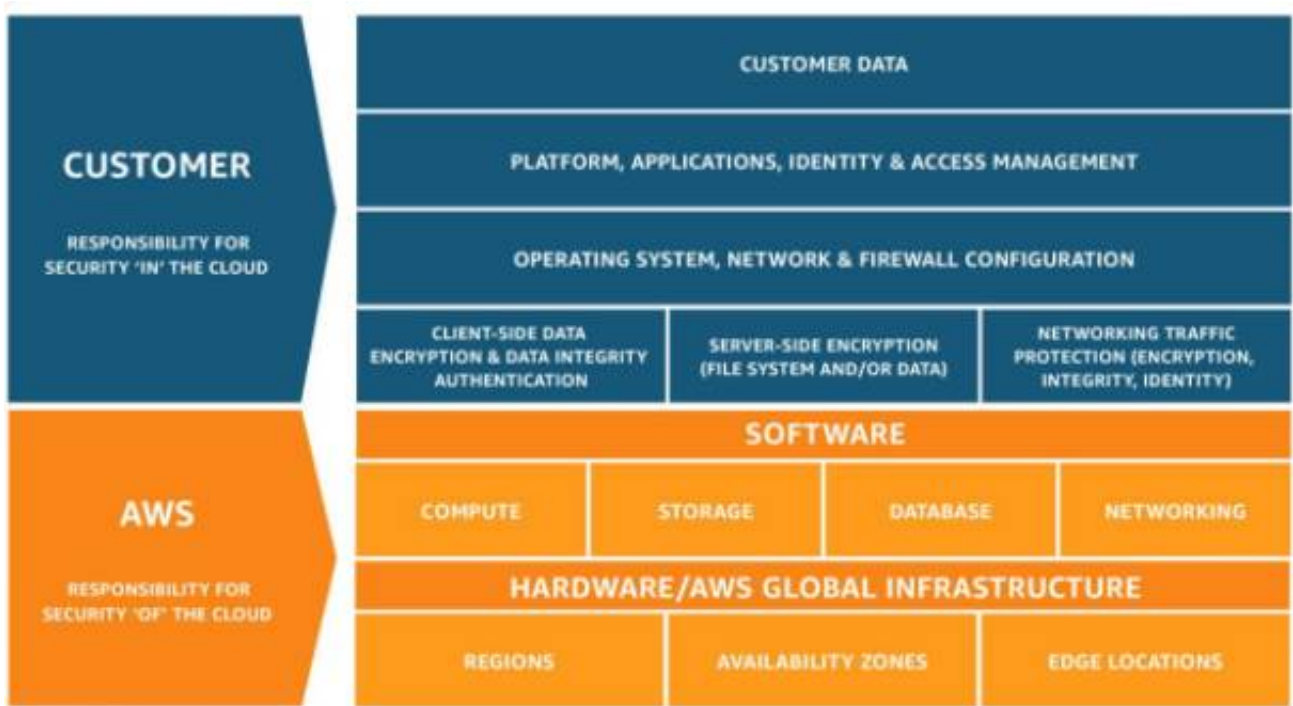 CUSTOMER
RESPONSIBILITY FOR
SECURITY ‘IN’ THE CLOUD
CUSTOMER DATA
PLATFORM, APPLICATIONS, IDENTITY & ACCESS MANAGEMENT
OPERATING SYSTEM, NETWORK & FIREWALL CONFIGURATION
CLIENT-SIDE DATA
ENCRYPTION & DATA INTEGRITY
AUTHENTICATION
SERVER-SIDE ENCRYPTION
(FILE SYSTEM AND/OR DATA)
NETWORKING TRAFFIC
PROTECTION (ENCRYPTION,
INTEGRITY, IDENTITY)
AWS
RESPONSIBILITY FOR
SECURITY ‘OF’ THE CLOUD
SOFTWARE
COMPUTE
STORAGE
DATABASE
NETWORKING
HARDWARE/AWS GLOBAL INFRASTRUCTURE
REGIONS
AVAILABILITY ZONES
EDGE LOCATIONS